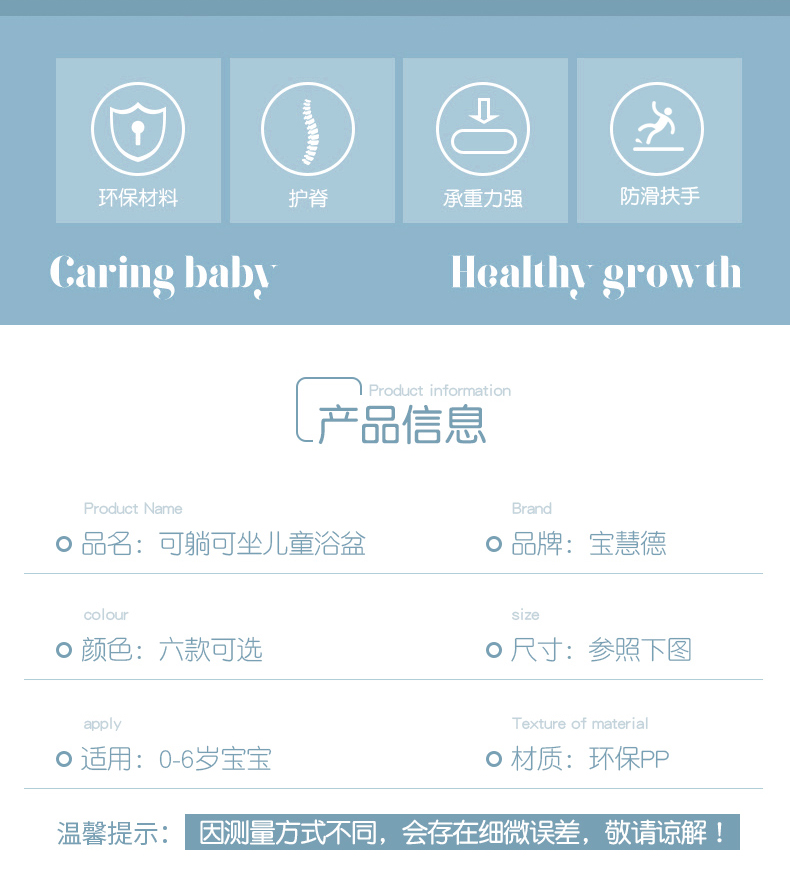 环保材料 护脊 承重力强 防滑扶手
Caring baby Healthy growth
Product information
产品信息
Product Name Brand
品名：可躺可坐儿童浴盆 品牌：宝慧德
colour size
颜色：六款可选 尺寸：参照下图
apply Texture of material
适用：0-6岁宝宝 材质：环保PP
温馨提示： 因测量方式不同，会存在细微误差，敬请谅解！